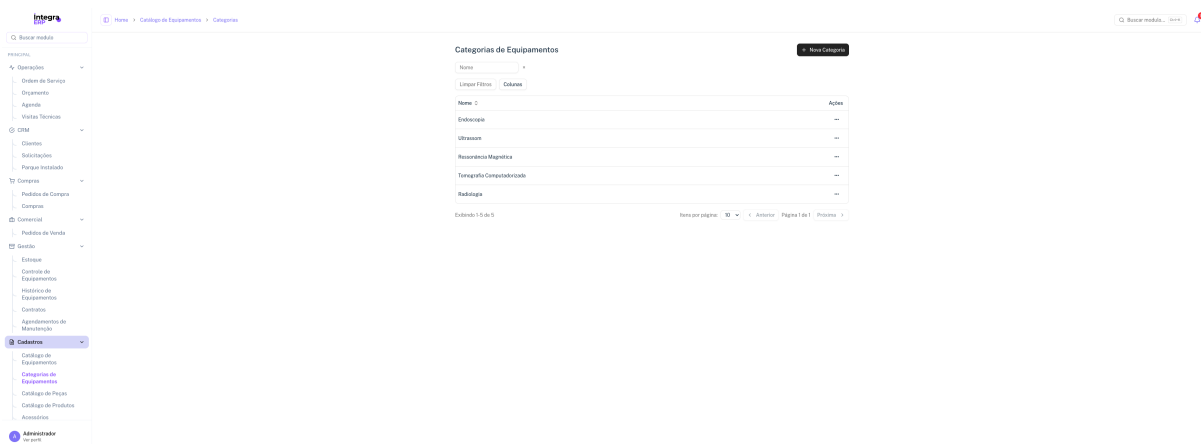 integra
ERP
Home > Catálogo de Equipamentos > Categorias
Buscar modulo... Ctrl K
Buscar modulo
PRINCIPAL
Operações
Ordem de Serviço
Orçamento
Agenda
Visitas Técnicas
CRM
Clientes
Solicitações
Parque Instalado
Compras
Pedidos de Compra
Compras
Comercial
Pedidos de Venda
Gestão
Estoque
Controle de
Equipamentos
Histórico de
Equipamentos
Contratos
Agendamentos de
Manutenção
Cadastros
Catálogo de
Equipamentos
Categorias de
Equipamentos
Catálogo de Peças
Catálogo de Produtos
Acessórios
A
Administrador
Ver perfil
Categorias de Equipamentos
+ Nova Categoria
Nome
Limpar Filtros
Colunas
Nome
Ações
Endoscopia
Ultrassom
Ressonância Magnética
Tomografia Computadorizada
Radiologia
Exibindo 1-5 de 5
Itens por página: 10
< Anterior
Página 1 de 1
Próxima >